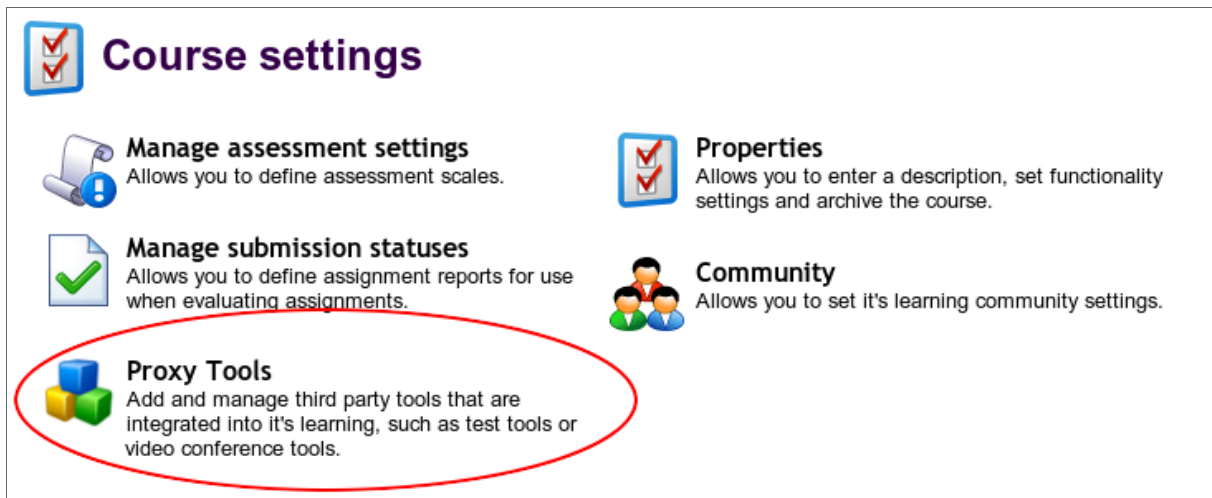 Course settings
Manage assessment settings
Allows you to define assessment scales.
Manage submission statuses
Allows you to define assignment reports for use
when evaluating assignments.
Proxy Tools
Add and manage third party tools that are
integrated into it's learning, such as test tools or
video conference tools.
Properties
Allows you to enter a description, set functionality
settings and archive the course.
Community
Allows you to set it's learning community settings.